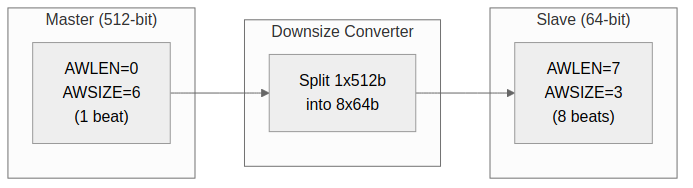 Master (512-bit)
AWLEN=0
AWSIZE=6
(1 beat)
Downsize Converter
Split 1x512b
into 8x64b
Slave (64-bit)
AWLEN=7
AWSIZE=3
(8 beats)